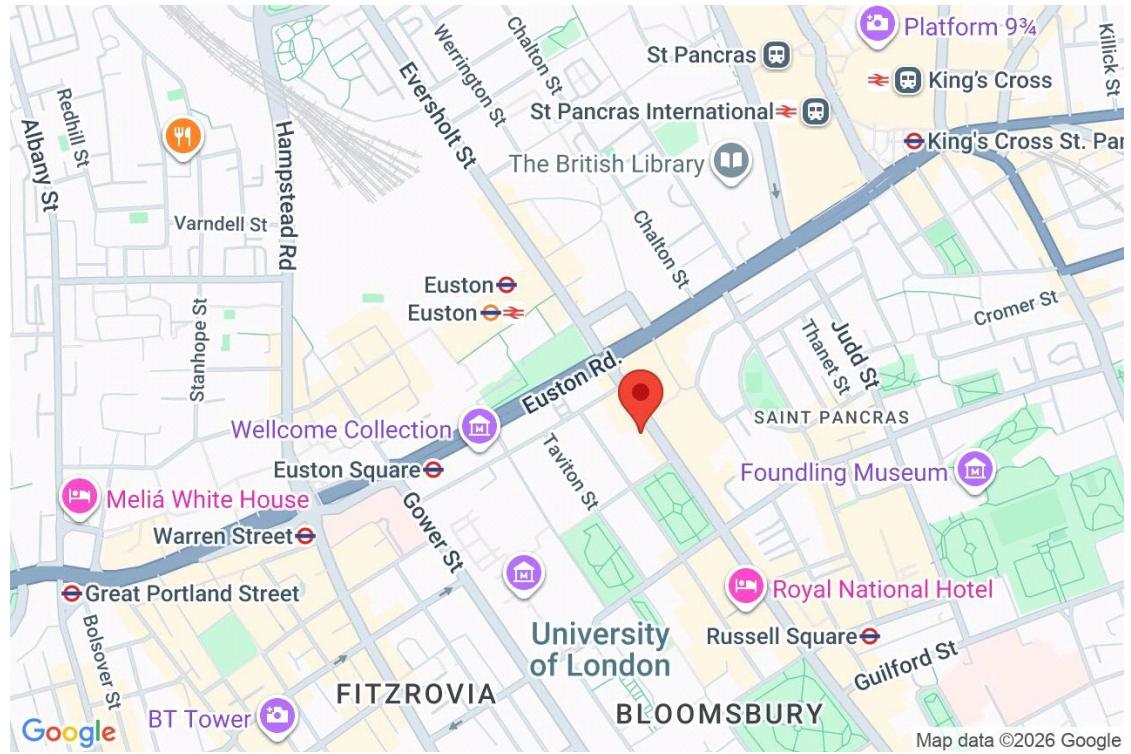 Platform 9¾
St Pancras
King's Cross
St Pancras International
King's Cross St. Par
The British Library
Killick St
Chalton St
Werrington St
Eversholt St
Redhill St
Albany St
Hampstead Rd
Varndell St
Chalton St
Euston
Euston
Stanhope St
Cromer St
Judd St
Thanet St
Euston Rd.
SAINT PANCRAS
Wellcome Collection
Taviton St
Euston Square
Foundling Museum
Meliá White House
Warren Street
Gower St
Great Portland Street
Royal National Hotel
Bolsover St
University
of London
Russell Square
Guilford St
FITZROVIA
BLOOMSBURY
BT Tower
Google
Map data ©2026 Google